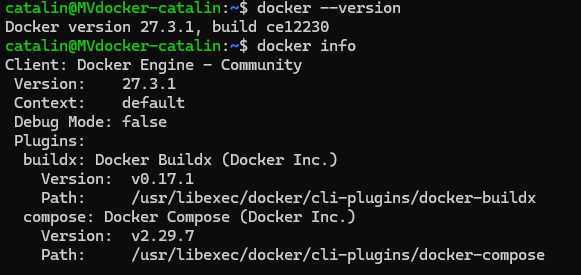 catalin@MVdocker-catalin:~$ docker --version
Docker version 27.3.1, build ce12230
catalin@MVdocker-catalin:~$ docker info
Client: Docker Engine - Community
 Version:    27.3.1
 Context:    default
 Debug Mode: false
 Plugins:
  buildx: Docker Buildx (Docker Inc.)
    Version:  v0.17.1
    Path:     /usr/libexec/docker/cli-plugins/docker-buildx
  compose: Docker Compose (Docker Inc.)
    Version:  v2.29.7
    Path:     /usr/libexec/docker/cli-plugins/docker-compose